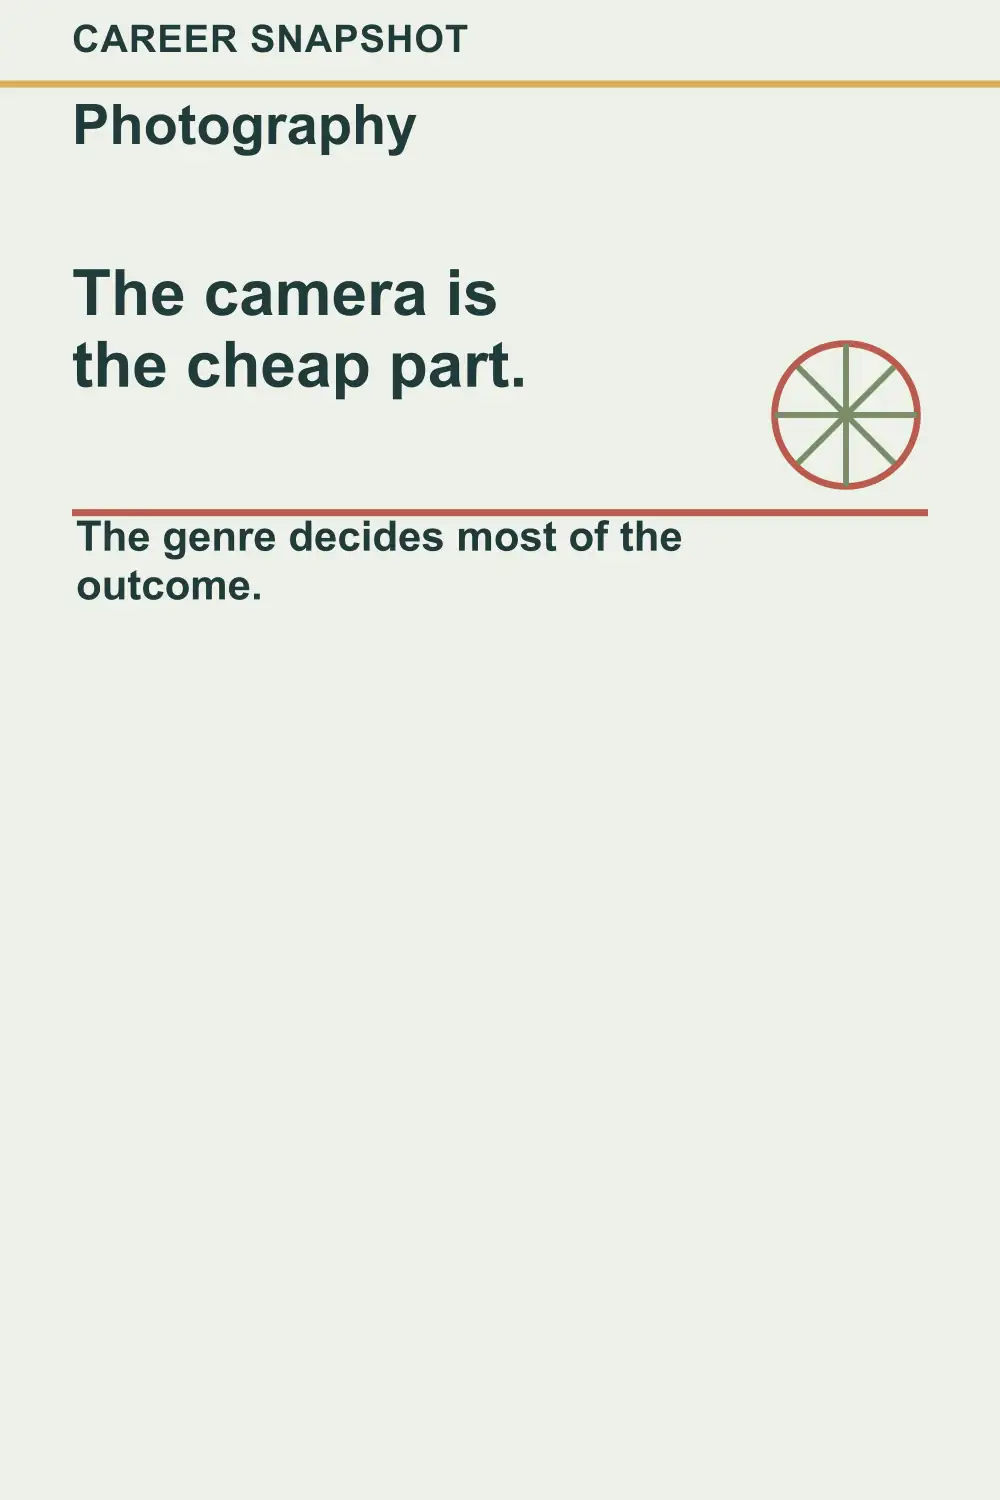 CAREER SNAPSHOT
Photography
The camera is
the cheap part.
The genre decides most of the
outcome.